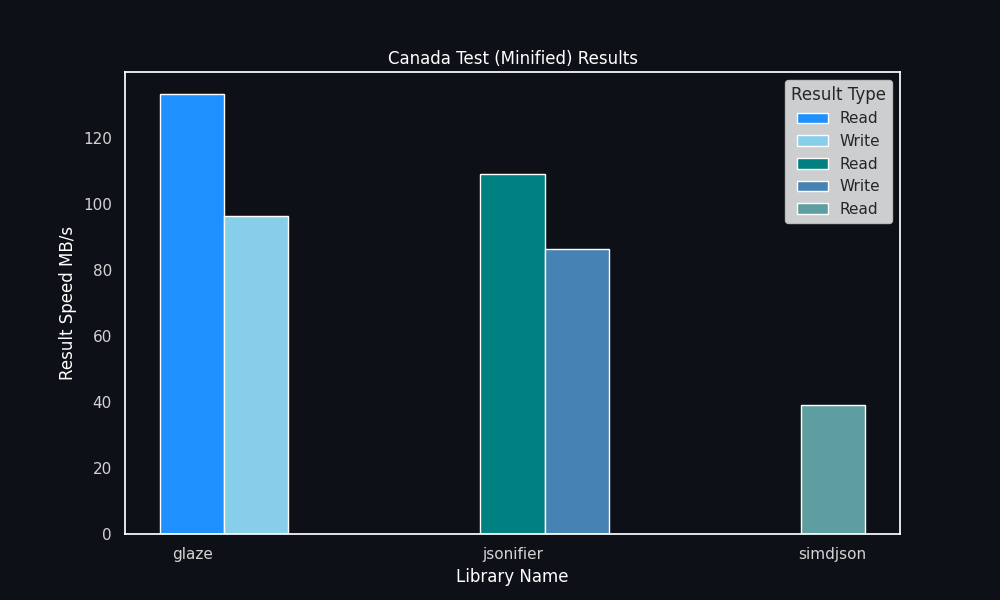 Canada Test (Minified) Results
Result Type
Read
Write
Read
Write
Read
Result Speed MB/s
120
100
80
60
40
20
0
glaze
jsonifier
simdjson
Library Name